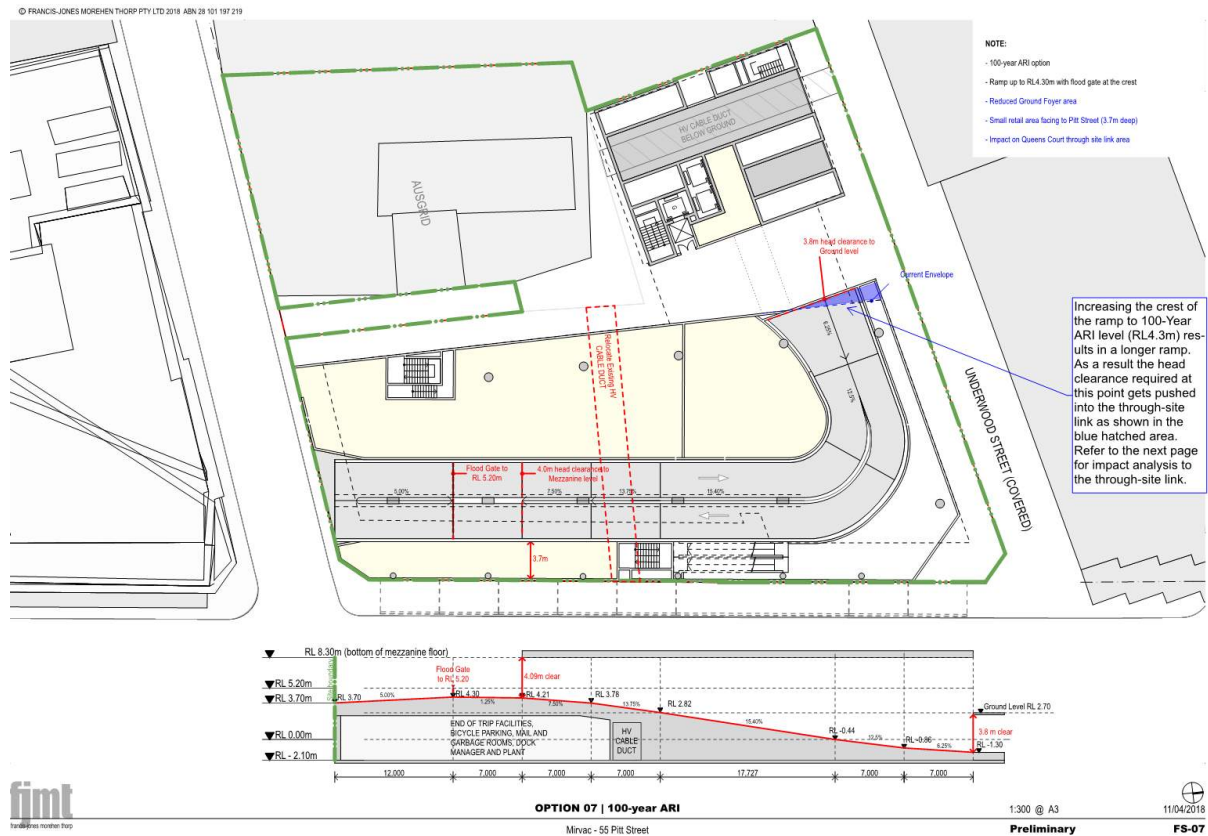 © FRANCIS-JONES MOREHEN THORP PTY LTD 2018 ABN 28 101 197 219
NOTE:
- 100-year ARI option
- Ramp up to RL4.30m with flood gate at the crest
- Reduced Ground Foyer area
- Small retail area facing to Pitt Street (3.7m deep)
- Impact on Queens Court through site link area
HV CABLE DUCT
BELOW GROUND
AUSGRID
3.8m head clearance to
Ground level
Current Envelope
6.25%
12.5%
Relocate Existing HV
CABLE DUCT
UNDERWOOD STREET (COVERED)
Increasing the crest of
the ramp to 100-Year
ARI level (RL4.3m) res-
ults in a longer ramp.
As a result the head
clearance required at
this point gets pushed
into the through-site
link as shown in the
blue hatched area.
Refer to the next page
for impact analysis to
the through-site link.
Flood Gate to
RL 5.20m
4.0m head clearance to
Mezzanine level
5.00%
7.50%
13.75%
15.40%
3.7m
RL 8.30m (bottom of mezzanine floor)
Flood Gate
to RL 5.20
4.09m clear
RL 5.20m
RL 3.70m
RL 3.70
5.00%
RL 4.30
1.25%
RL 4.21
7.50%
RL 3.78
13.75%
RL 2.82
15.40%
Ground Level RL 2.70
END OF TRIP FACILITIES,
BICYCLE PARKING, MAIL AND
GARBAGE ROOMS, DOCK
MANAGER AND PLANT
HV
CABLE
DUCT
RL 0.00m
RL -0.44
12.5%
RL -0.86
6.25%
3.8 m clear
RL -1.30
RL - 2.10m
12,000
7,000
7,000
7,000
17.727
7,000
7,000
fjmt
francis-jones morehen thorp
OPTION 07 | 100-year ARI
1:300 @ A3
11/04/2018
Mirvac - 55 Pitt Street
Preliminary
FS-07